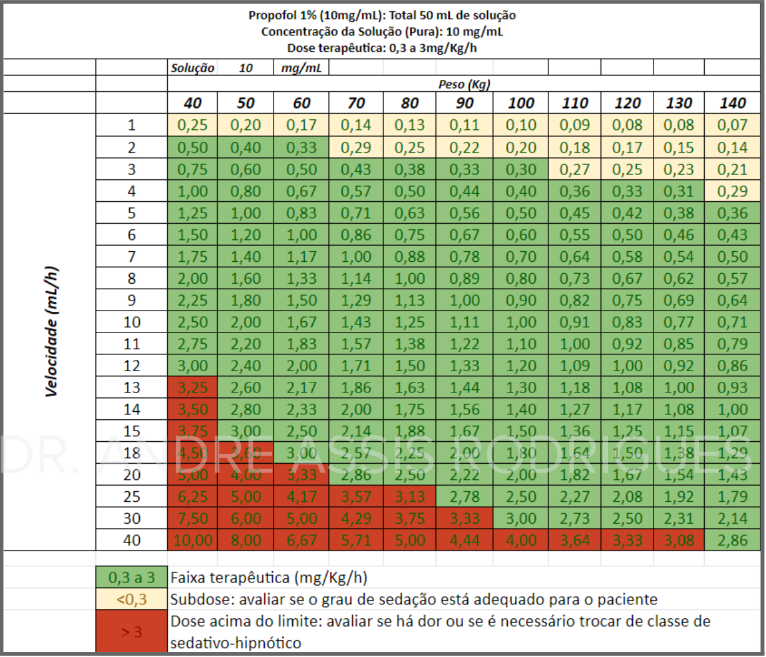 Propofol 1% (10mg/mL): Total 50 mL de solução
Concentração da Solução (Pura): 10 mg/mL
Dose terapêutica: 0,3 a 3mg/Kg/h
Solução 10 mg/mL
Peso (Kg)
40 50 60 70 80 90 100 110 120 130 140
Velocidade (mL/h)
1 0,25 0,20 0,17 0,14 0,13 0,11 0,10 0,09 0,08 0,08 0,07
2 0,50 0,40 0,33 0,29 0,25 0,22 0,20 0,18 0,17 0,15 0,14
3 0,75 0,60 0,50 0,43 0,38 0,33 0,30 0,27 0,25 0,23 0,21
4 1,00 0,80 0,67 0,57 0,50 0,44 0,40 0,36 0,33 0,31 0,29
5 1,25 1,00 0,83 0,71 0,63 0,56 0,50 0,45 0,42 0,38 0,36
6 1,50 1,20 1,00 0,86 0,75 0,67 0,60 0,55 0,50 0,46 0,43
7 1,75 1,40 1,17 1,00 0,88 0,78 0,70 0,64 0,58 0,54 0,50
8 2,00 1,60 1,33 1,14 1,00 0,89 0,80 0,73 0,67 0,62 0,57
9 2,25 1,80 1,50 1,29 1,13 1,00 0,90 0,82 0,75 0,69 0,64
10 2,50 2,00 1,67 1,43 1,25 1,11 1,00 0,91 0,83 0,77 0,71
11 2,75 2,20 1,83 1,57 1,38 1,22 1,10 1,00 0,92 0,85 0,79
12 3,00 2,40 2,00 1,71 1,50 1,33 1,20 1,09 1,00 0,92 0,86
13 3,25 2,60 2,17 1,86 1,63 1,44 1,30 1,18 1,08 1,00 0,93
14 3,50 2,80 2,33 2,00 1,75 1,56 1,40 1,27 1,17 1,08 1,00
15 3,75 3,00 2,50 2,14 1,88 1,67 1,50 1,36 1,25 1,15 1,07
DR. ANDRE ASSIS RODRIGUES
18 4,50 3,60 3,00 2,57 2,25 2,00 1,80 1,64 1,50 1,38 1,29
20 5,00 4,00 3,33 2,86 2,50 2,22 2,00 1,82 1,67 1,54 1,43
25 6,25 5,00 4,17 3,57 3,13 2,78 2,50 2,27 2,08 1,92 1,79
30 7,50 6,00 5,00 4,29 3,75 3,33 3,00 2,73 2,50 2,31 2,14
40 10,00 8,00 6,67 5,71 5,00 4,44 4,00 3,64 3,33 3,08 2,86
0,3 a 3 Faixa terapêutica (mg/Kg/h)
<0,3 Subdose: avaliar se o grau de sedação está adequado para o paciente
> 3 Dose acima do limite: avaliar se há dor ou se é necessário trocar de classe de
sedativo-hipnótico